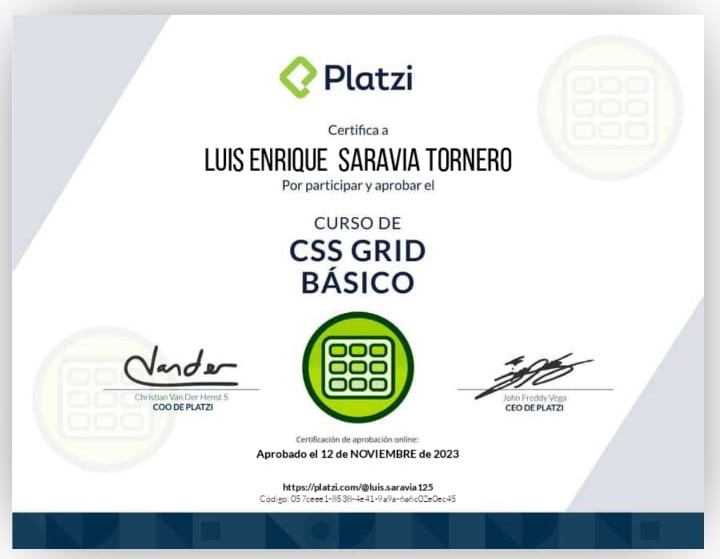 Platzi
Certifica a
LUIS ENRIQUE SARAVIA TORNERO
Por participar y aprobar el
CURSO DE
CSS GRID
BÁSICO
Vander
Christian Van Der Henst S
COO DE PLATZI
John Freddy Vega
CEO DE PLATZI
Certificación de aprobación online:
Aprobado el 12 de NOVIEMBRE de 2023
https://platzi.com/@luis.saravia125
Código: 057ceee1-8538-4e41-9a9a-6a6c02e0ec45